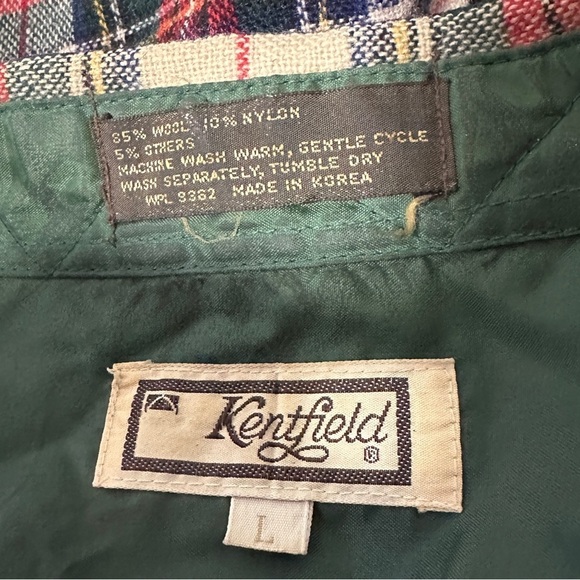 85% WOOL 10% NYLON
5% OTHERS
MACHINE WASH WARM, GENTLE CYCLE
WASH SEPARATELY, TUMBLE DRY
WPL 9362 MADE IN KOREA
Kentfield ®
L